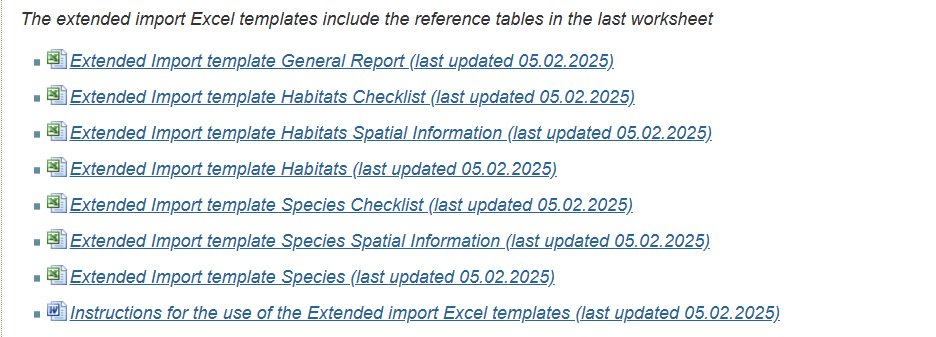 The extended import Excel templates include the reference tables in the last worksheet
Extended Import template General Report (last updated 05.02.2025)
Extended Import template Habitats Checklist (last updated 05.02.2025)
Extended Import template Habitats Spatial Information (last updated 05.02.2025)
Extended Import template Habitats (last updated 05.02.2025)
Extended Import template Species Checklist (last updated 05.02.2025)
Extended Import template Species Spatial Information (last updated 05.02.2025)
Extended Import template Species (last updated 05.02.2025)
Instructions for the use of the Extended import Excel templates (last updated 05.02.2025)